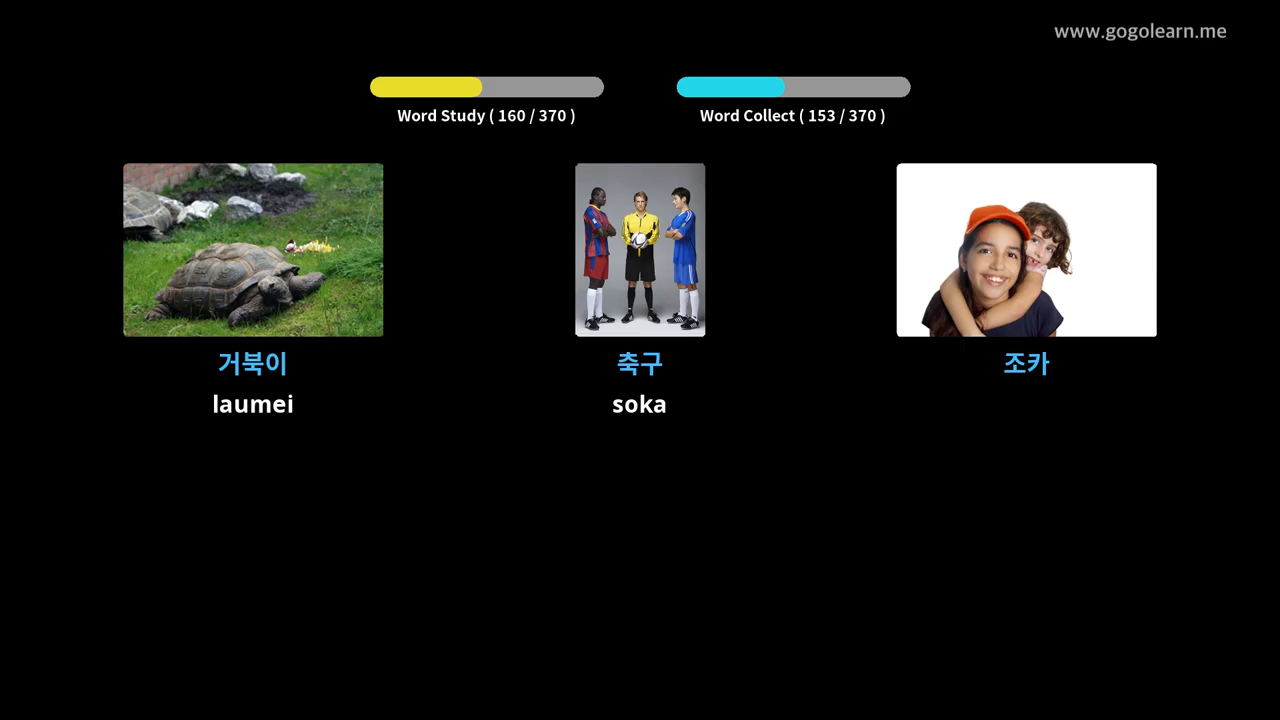 www.gogolearn.me
Word Study ( 160 / 370 )
Word Collect ( 153 / 370 )
거북이
축구
조카
laumei
soka